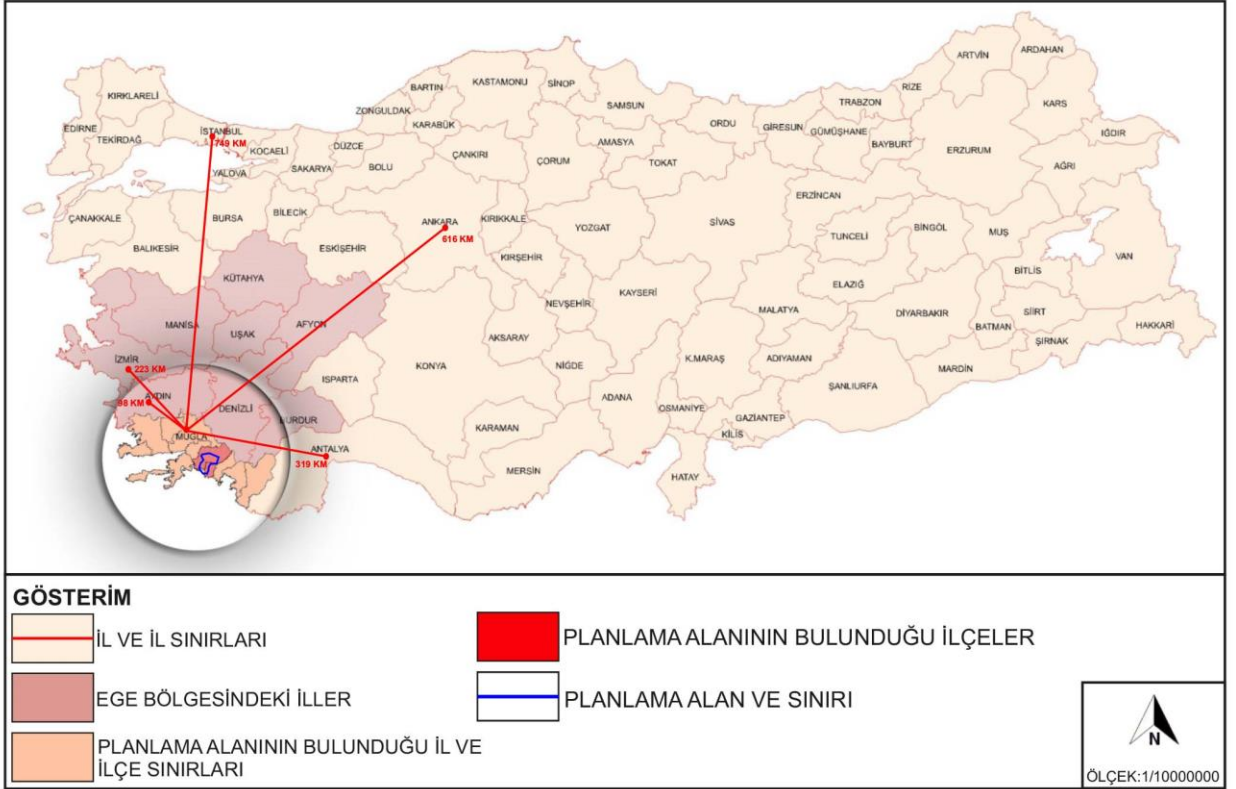 ARTVİN
ARDAHAN
KASTAMONU
SİNOP
BARTIN
RİZE
KIRKLARELİ
ZONGULDAK
SAMSUN
TRABZON
KARS
KARABÜK
ORDU
GİRESUN
GÜMÜŞHANE
EDİRNE
TEKİRDAĞ
İSTANBUL
749 KM
KOCAELİ
DÜZCE
AMASYA
BAYBURT
IĞDIR
YALOVA
SAKARYA
BOLU
ÇANKIRI
ÇORUM
TOKAT
ERZURUM
AĞRI
ERZİNCAN
ÇANAKKALE
BURSA
BİLECİK
ANKARA
616 KM
KIRIKKALE
YOZGAT
SİVAS
BALIKESİR
ESKİŞEHİR
TUNCELİ
BİNGÖL
MUŞ
VAN
KIRŞEHİR
BİTLİS
KÜTAHYA
ELAZIĞ
NEVŞEHİR
KAYSERİ
MALATYA
DİYARBAKIR
SİİRT
BATMAN
HAKKARİ
ŞIRNAK
MANİSA
UŞAK
AFYON
AKSARAY
İZMİR
223 KM
ISPARTA
KONYA
NİĞDE
K.MARAŞ
ADIYAMAN
MARDİN
ŞANLIURFA
AYDIN
98 KM
DENİZLİ
BURDUR
ADANA
OSMANİYE
GAZİANTEP
KİLİS
MUĞLA
KARAMAN
ANTALYA
319 KM
MERSİN
HATAY
GÖSTERİM
İL VE İL SINIRLARI
PLANLAMA ALANININ BULUNDUĞU İLÇELER
EGE BÖLGESİNDEKİ İLLER
PLANLAMA ALAN VE SINIRI
PLANLAMA ALANININ BULUNDUĞU İL VE
İLÇE SINIRLARI
N
ÖLÇEK:1/10000000